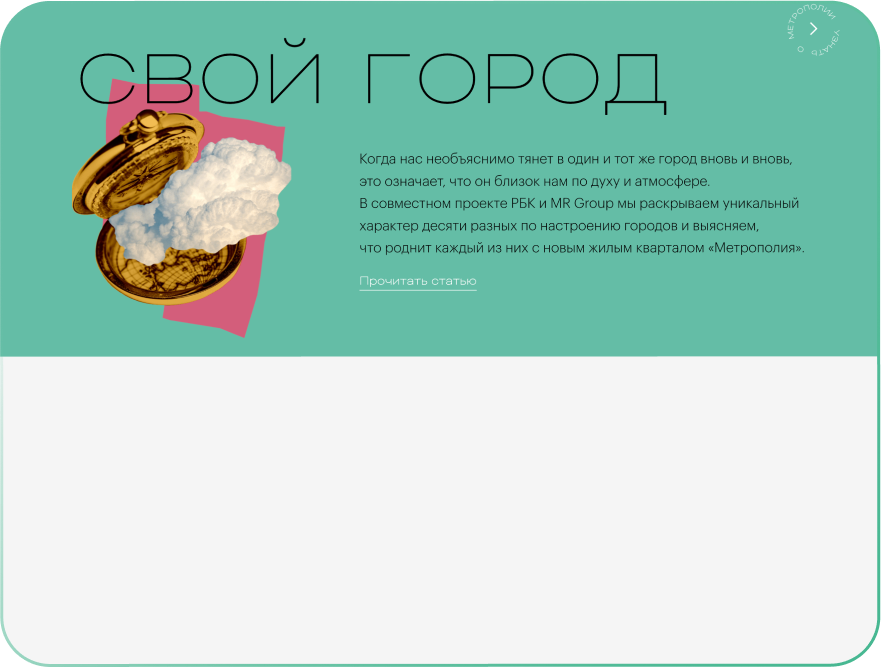 СВОЙ ГОРОД
УЗНАТЬ О МЕТРОПОЛИИ
Когда нас необъяснимо тянет в один и тот же город вновь и вновь,
это означает, что он близок нам по духу и атмосфере.
В совместном проекте РБК и MR Group мы раскрываем уникальный
характер десяти разных по настроению городов и выясняем,
что роднит каждый из них с новым жилым кварталом «Метрополия».
Прочитать статью